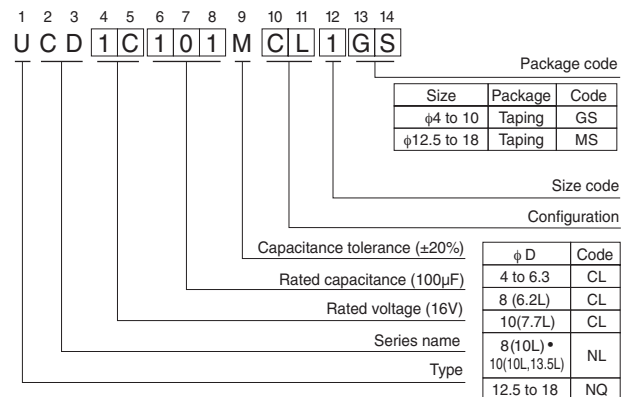 1 2 3 4 5 6 7 8 9 10 11 12 13 14
U C D 1 C 1 0 1 M C L 1 G S
Package code
Size Package Code
ϕ4 to 10 Taping GS
ϕ12.5 to 18 Taping MS
Size code
Configuration
Capacitance tolerance (±20%)
Rated capacitance (100µF)
Rated voltage (16V)
Series name
Type
ϕ D Code
4 to 6.3 CL
8 (6.2L) CL
10(7.7L) CL
8(10L) •
10(10L,13.5L) NL
12.5 to 18 NQ